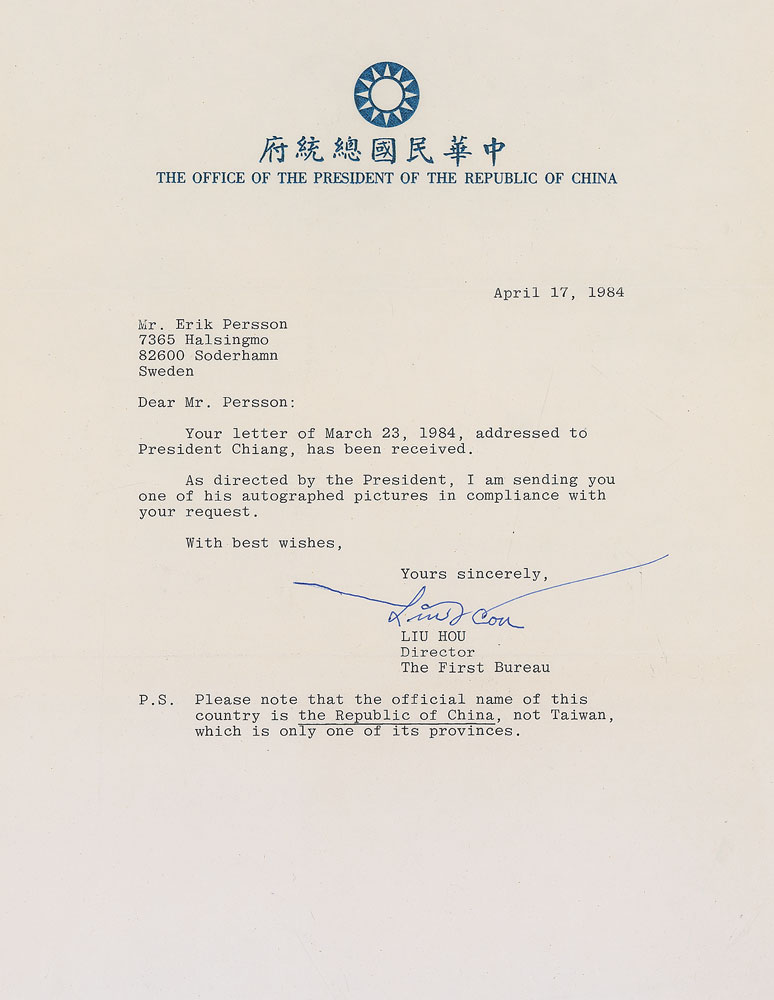 中華民國總統府
THE OFFICE OF THE PRESIDENT OF THE REPUBLIC OF CHINA
April 17, 1984
Mr. Erik Persson
7365 Halsingmo
82600 Soderhamn
Sweden
Dear Mr. Persson:
Your letter of March 23, 1984, addressed to
President Chiang, has been received.
As directed by the President, I am sending you
one of his autographed pictures in compliance with
your request.
With best wishes,
Yours sincerely,
LIU HOU
Director
The First Bureau
P.S. Please note that the official name of this
country is the Republic of China, not Taiwan,
which is only one of its provinces.